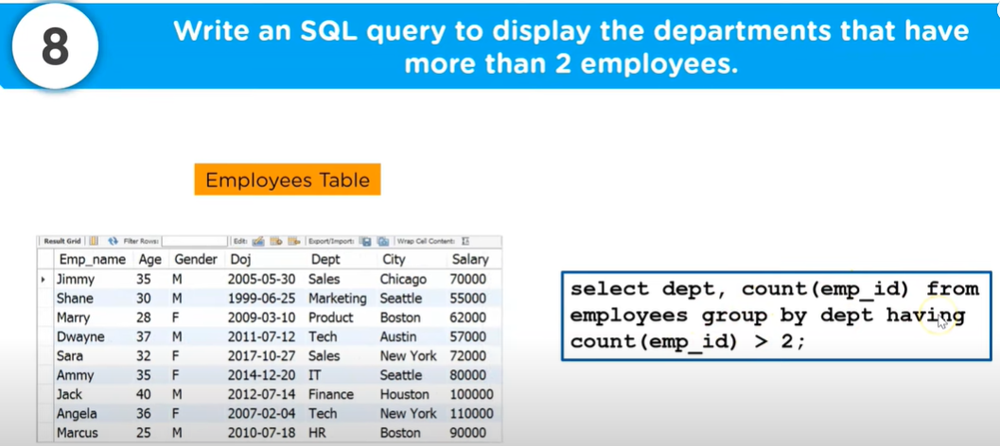 8
Write an SQL query to display the departments that have
more than 2 employees.
Employees Table
Result Grid Filter Rows: Edit: Export/Import: Wrap Cell Content:
Emp_name Age Gender Doj Dept City Salary
Jimmy 35 M 2005-05-30 Sales Chicago 70000
Shane 30 M 1999-06-25 Marketing Seattle 55000
Marry 28 F 2009-03-10 Product Boston 62000
Dwayne 37 M 2011-07-12 Tech Austin 57000
Sara 32 F 2017-10-27 Sales New York 72000
Ammy 35 F 2014-12-20 IT Seattle 80000
Jack 40 M 2012-07-14 Finance Houston 100000
Angela 36 F 2007-02-04 Tech New York 110000
Marcus 25 M 2010-07-18 HR Boston 90000
select dept, count(emp_id) from
employees group by dept having
count(emp_id) > 2;